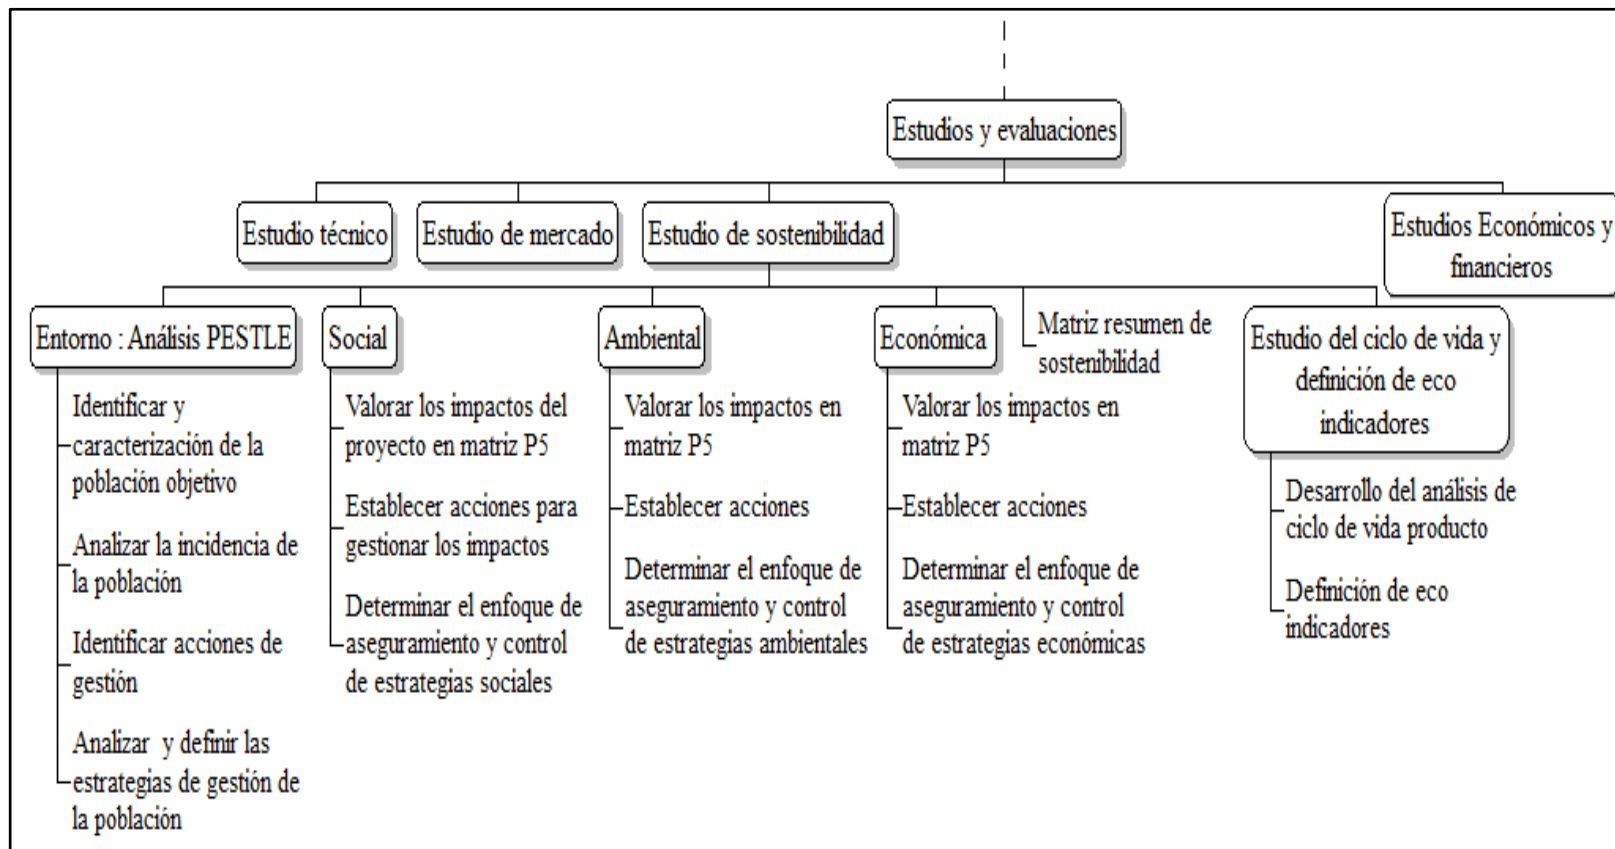 Estudios y evaluaciones
Estudio técnico
Estudio de mercado
Estudio de sostenibilidad
Estudios Económicos y
financieros
Entorno : Análisis PESTLE
Identificar y
caracterización de la
población objetivo
Analizar la incidencia de
la población
Identificar acciones de
gestión
Analizar y definir las
estrategias de gestión de
la población
Social
Valorar los impactos del
proyecto en matriz P5
Establecer acciones para
gestionar los impactos
Determinar el enfoque de
aseguramiento y control
de estrategias sociales
Ambiental
Valorar los impactos en
matriz P5
Establecer acciones
Determinar el enfoque de
aseguramiento y control
de estrategias ambientales
Económica
Valorar los impactos en
matriz P5
Establecer acciones
Determinar el enfoque de
aseguramiento y control
de estrategias económicas
Matriz resumen de
sostenibilidad
Estudio del ciclo de vida y
definición de eco
indicadores
Desarrollo del análisis de
ciclo de vida producto
Definición de eco
indicadores